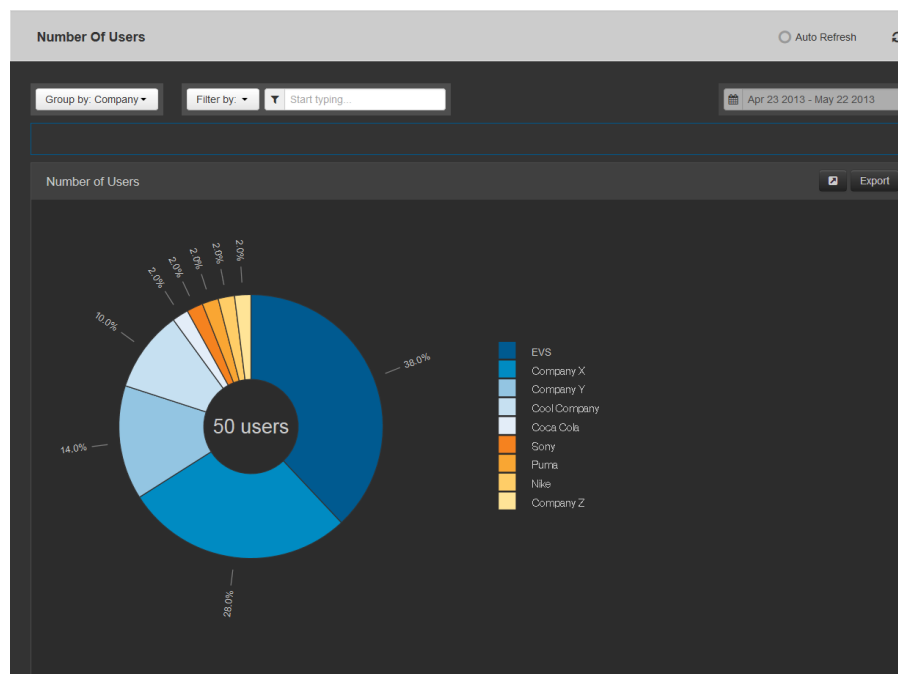 Number Of Users
Auto Refresh
Group by: Company
Filter by:
Start typing...
Apr 23 2013 - May 22 2013
Number of Users
Export
2.0%
2.0%
2.0%
2.0%
2.0%
10.0%
38.0%
14.0%
28.0%
50 users
EVS
Company X
Company Y
Cool Company
Coca Cola
Sony
Puma
Nike
Company Z